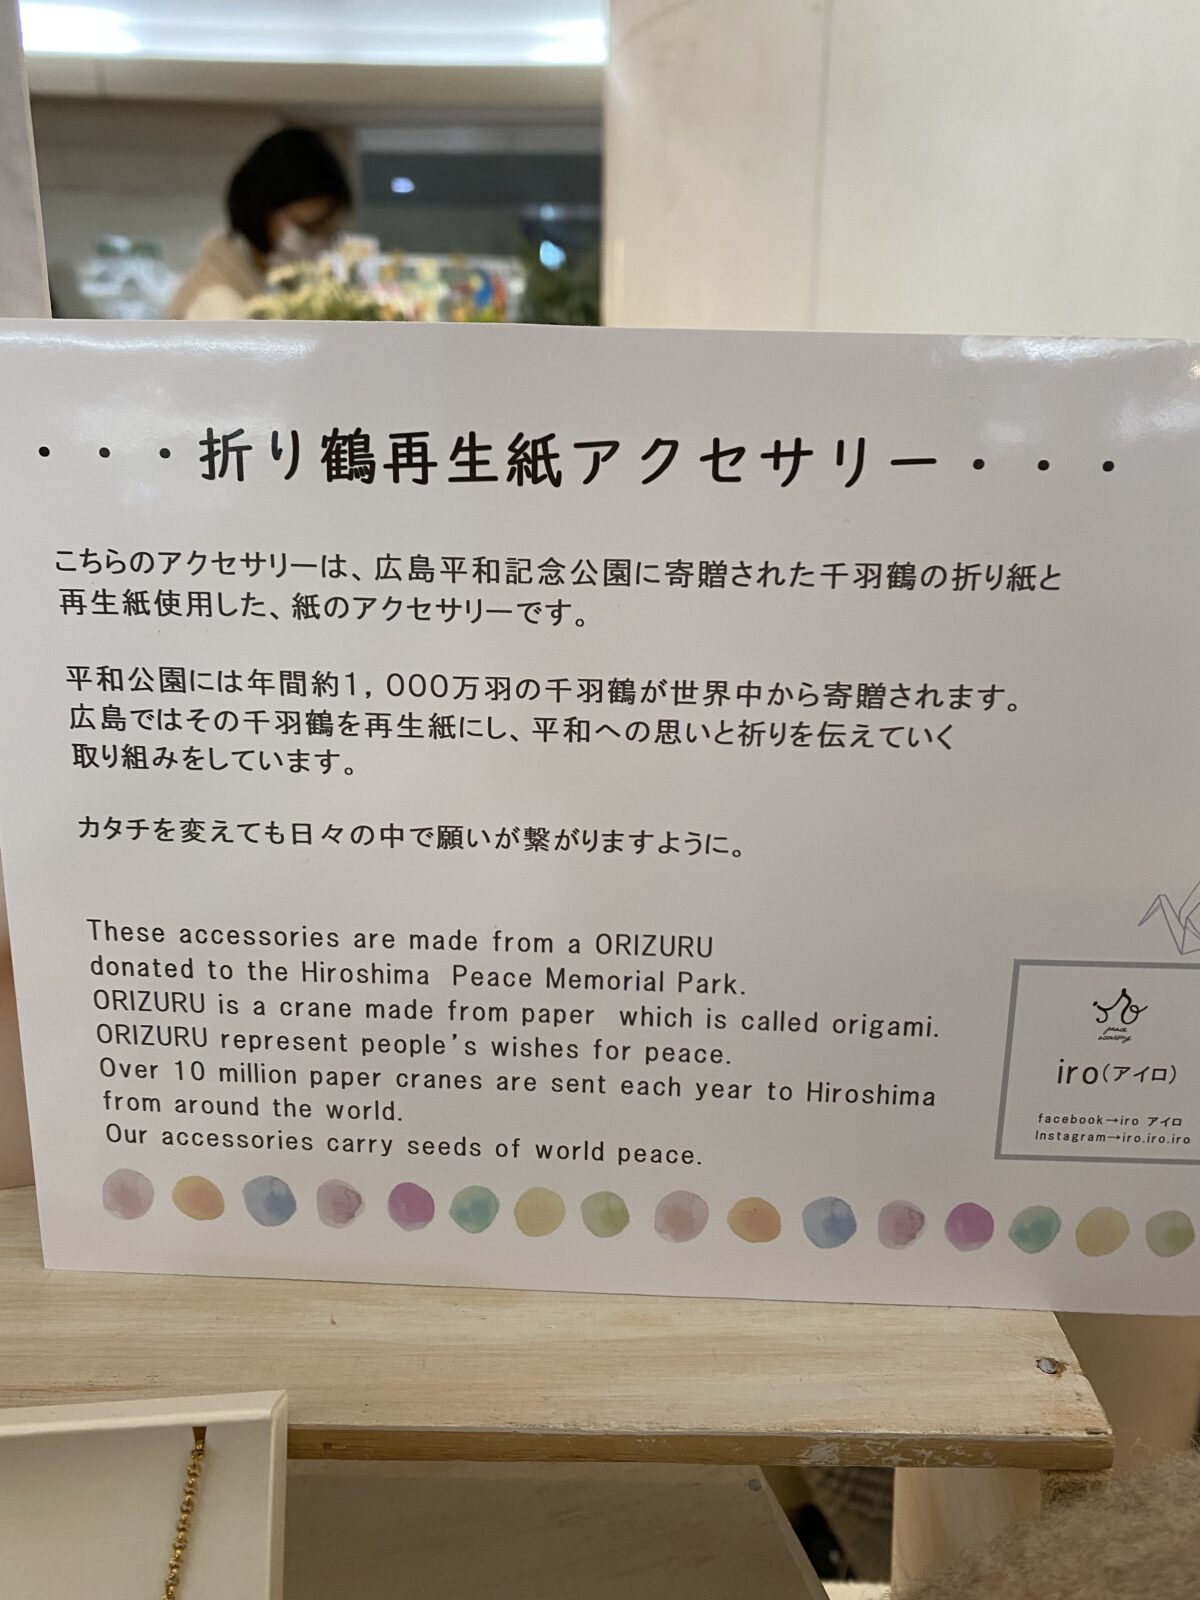 ・・・折り鶴再生紙アクセサリー・・・
こちらのアクセサリーは、広島平和記念公園に寄贈された千羽鶴の折り紙と
再生紙使用した、紙のアクセサリーです。
平和公園には年間約1,000万羽の千羽鶴が世界中から寄贈されます。
広島ではその千羽鶴を再生紙にし、平和への思いと祈りを伝えていく
取り組みをしています。
カタチを変えても日々の中で願いが繋がりますように。
These accessories are made from a ORIZURU
donated to the Hiroshima Peace Memorial Park.
ORIZURU is a crane made from paper which is called origami.
ORIZURU represent people's wishes for peace.
Over 10 million paper cranes are sent each year to Hiroshima
from around the world.
Our accessories carry seeds of world peace.
iro
peace
accessory
iro(アイロ)
facebook→iro アイロ
Instagram→iro.iro.iro